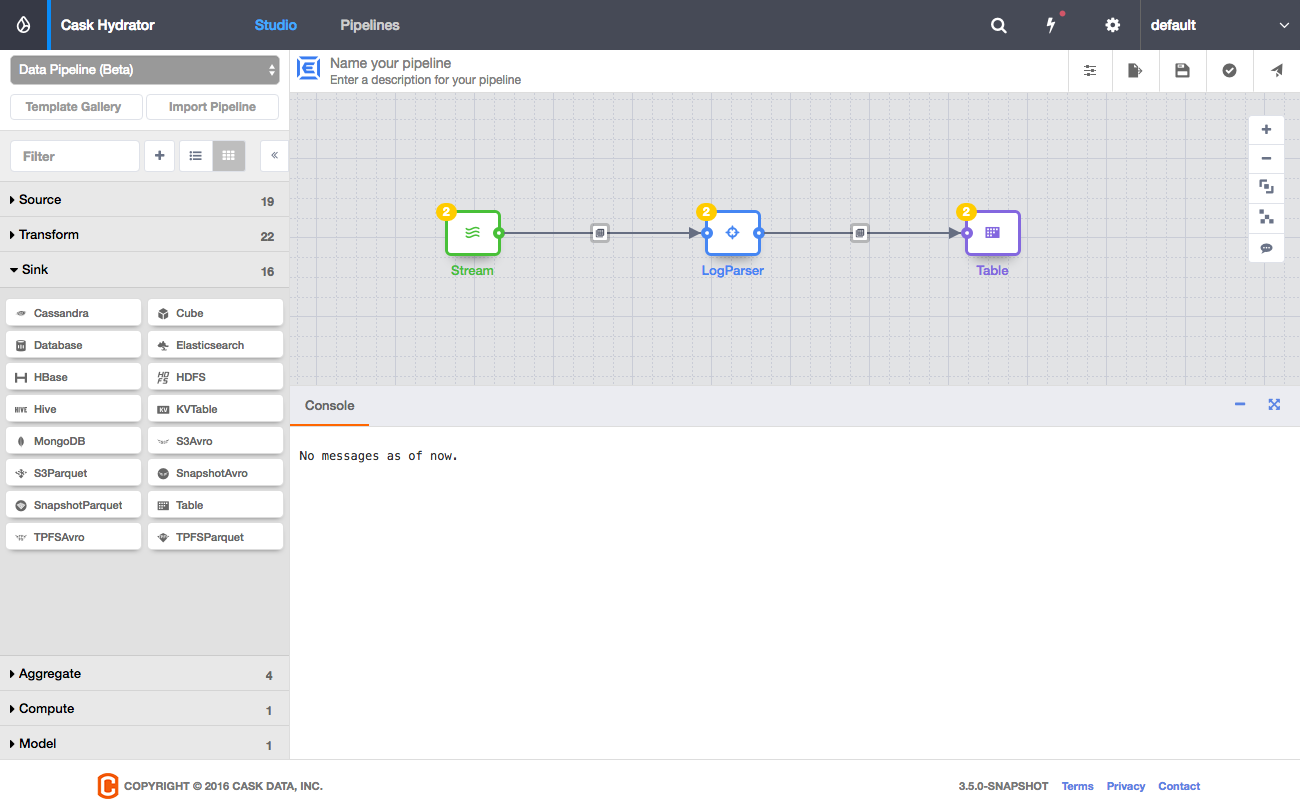 Cask Hydrator
Studio
Pipelines
default
Data Pipeline (Beta)
Template Gallery
Import Pipeline
Filter
Source 19
Transform 22
Sink 16
Cassandra
Cube
Database
Elasticsearch
HBase
HDFS
HDFS
HIVE
Hive
KV
KVTable
MongoDB
S3Avro
S3Parquet
SnapshotAvro
SnapshotParquet
Table
TPFSAvro
TPFSParquet
Aggregate 4
Compute 1
Model 1
Name your pipeline
Enter a description for your pipeline
2
Stream
2
LogParser
2
Table
Console
No messages as of now.
COPYRIGHT © 2016 CASK DATA, INC.
3.5.0-SNAPSHOT
Terms
Privacy
Contact